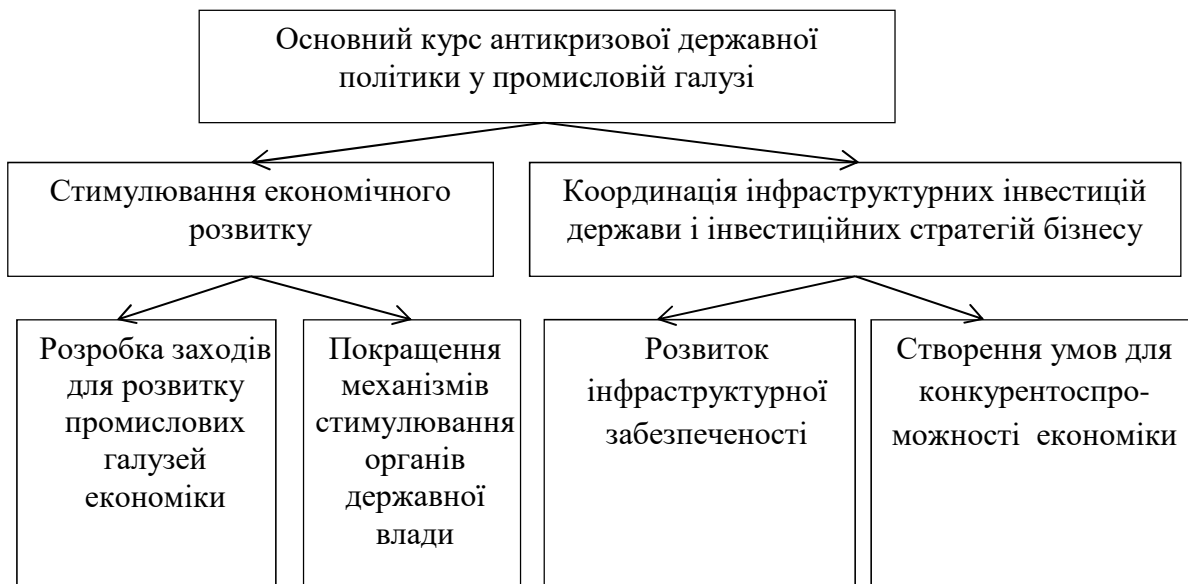 Основний курс антикризової державної
політики у промисловій галузі
Стимулювання економічного
розвитку
Координація інфраструктурних інвестицій
держави і інвестиційних стратегій бізнесу
Розробка заходів
для розвитку
промислових
галузей
економіки
Покращення
механізмів
стимулювання
органів
державної
влади
Розвиток
інфраструктурної
забезпеченості
Створення умов для
конкурентоспро-
можності економіки